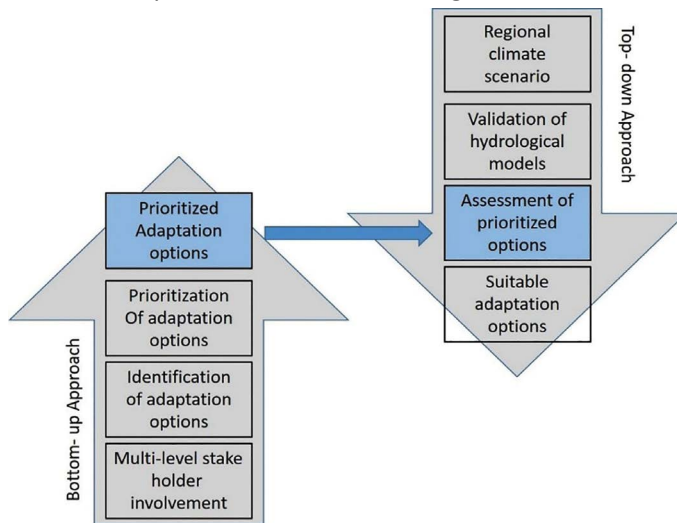 Regional
climate
scenario
Validation of
hydrological
models
Assessment of
prioritized
options
Suitable
adaptation
options
Top- down Approach
Prioritized
Adaptation
options
Prioritization
Of adaptation
options
Identification
of adaptation
options
Multi-level stake
holder
involvement
Bottom- up Approach